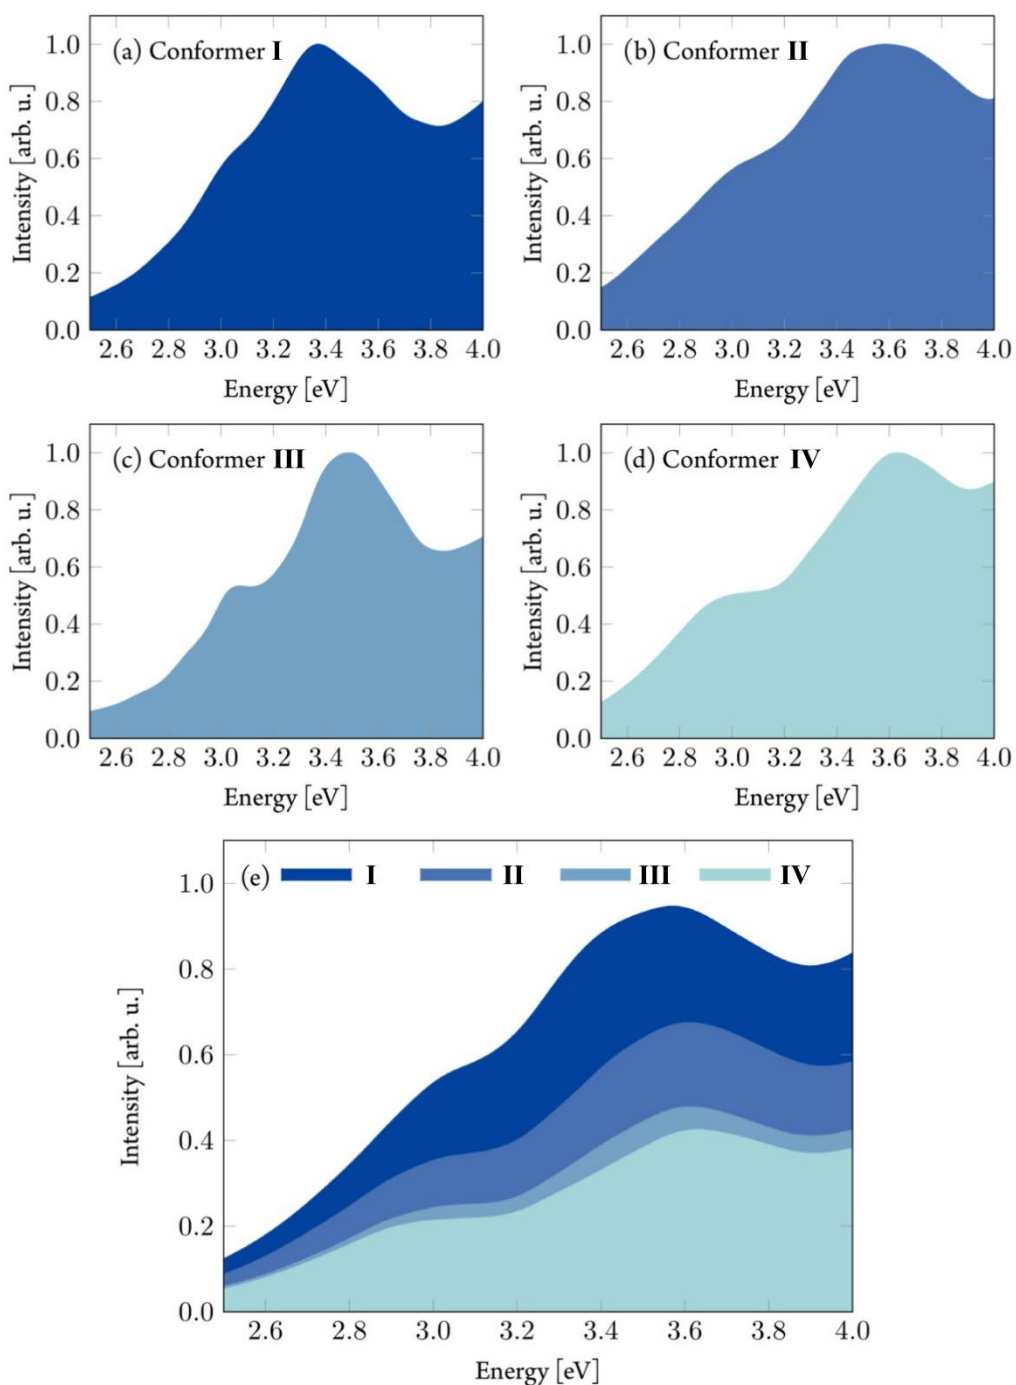 (a) Conformer I
1.0
0.8
0.6
0.4
0.2
0.0
Intensity [arb. u.]
2.6 2.8 3.0 3.2 3.4 3.6 3.8 4.0
Energy [eV]
(b) Conformer II
1.0
0.8
0.6
0.4
0.2
0.0
Intensity [arb. u.]
2.6 2.8 3.0 3.2 3.4 3.6 3.8 4.0
Energy [eV]
(c) Conformer III
1.0
0.8
0.6
0.4
0.2
0.0
Intensity [arb. u.]
2.6 2.8 3.0 3.2 3.4 3.6 3.8 4.0
Energy [eV]
(d) Conformer IV
1.0
0.8
0.6
0.4
0.2
0.0
Intensity [arb. u.]
2.6 2.8 3.0 3.2 3.4 3.6 3.8 4.0
Energy [eV]
(e) I II III IV
1.0
0.8
0.6
0.4
0.2
0.0
Intensity [arb. u.]
2.6 2.8 3.0 3.2 3.4 3.6 3.8 4.0
Energy [eV]